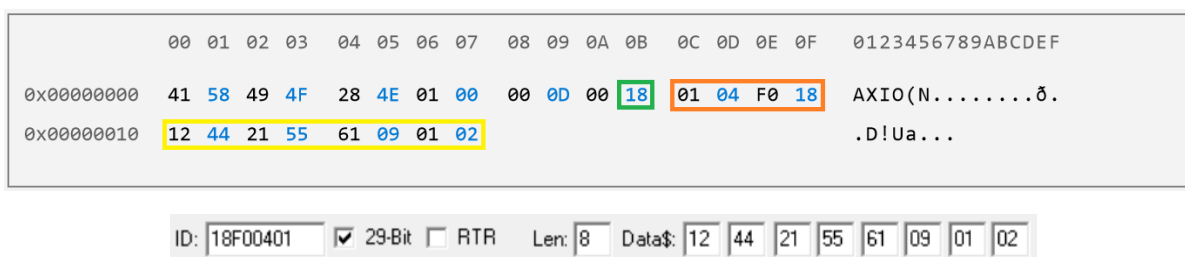 00 01 02 03 04 05 06 07 08 09 0A 0B 0C 0D 0E 0F 0123456789ABCDEF
0x00000000 41 58 49 4F 28 4E 01 00 00 0D 00 18 01 04 F0 18 AXIO(N........ð.
0x00000010 12 44 21 55 61 09 01 02 .D!Ua...
ID: 18F00401 29-Bit RTR Len: 8 Data$: 12 44 21 55 61 09 01 02